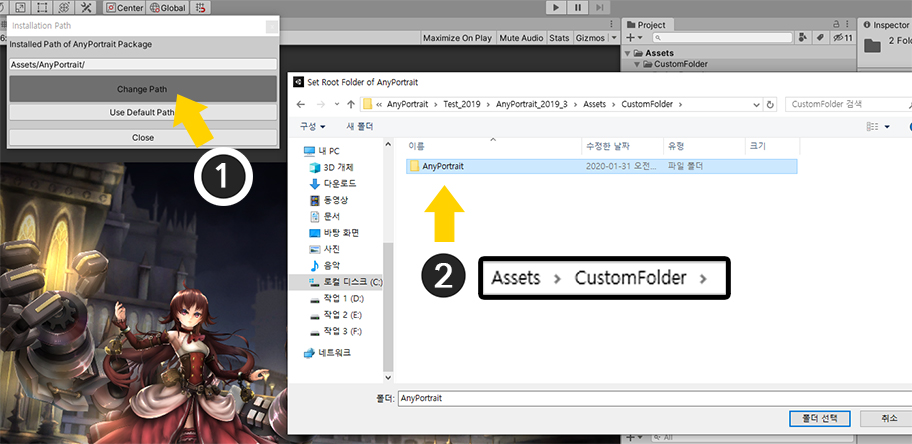 Center
Global
Installation Path
Installed Path of AnyPortrait Package
Assets/AnyPortrait/
Change Path
Use Default Path
Close
1
Maximize On Play
Mute Audio
Stats
Gizmos
Project
11
Assets
CustomFolder
Inspector
2 Fol
Set Root Folder of AnyPortrait
« AnyPortrait > Test_2019 > AnyPortrait_2019_3 > Assets > CustomFolder >
CustomFolder 검색
구성
새 폴더
이름
수정한 날짜
유형
크기
내 PC
3D 개체
다운로드
동영상
문서
바탕 화면
사진
음악
로컬 디스크 (C:)
작업 1 (D:)
작업 2 (E:)
작업 3 (F:)
네트워크
AnyPortrait
2020-01-31 오전...
파일 폴더
2
Assets > CustomFolder >
폴더:
AnyPortrait
폴더 선택
취소
All